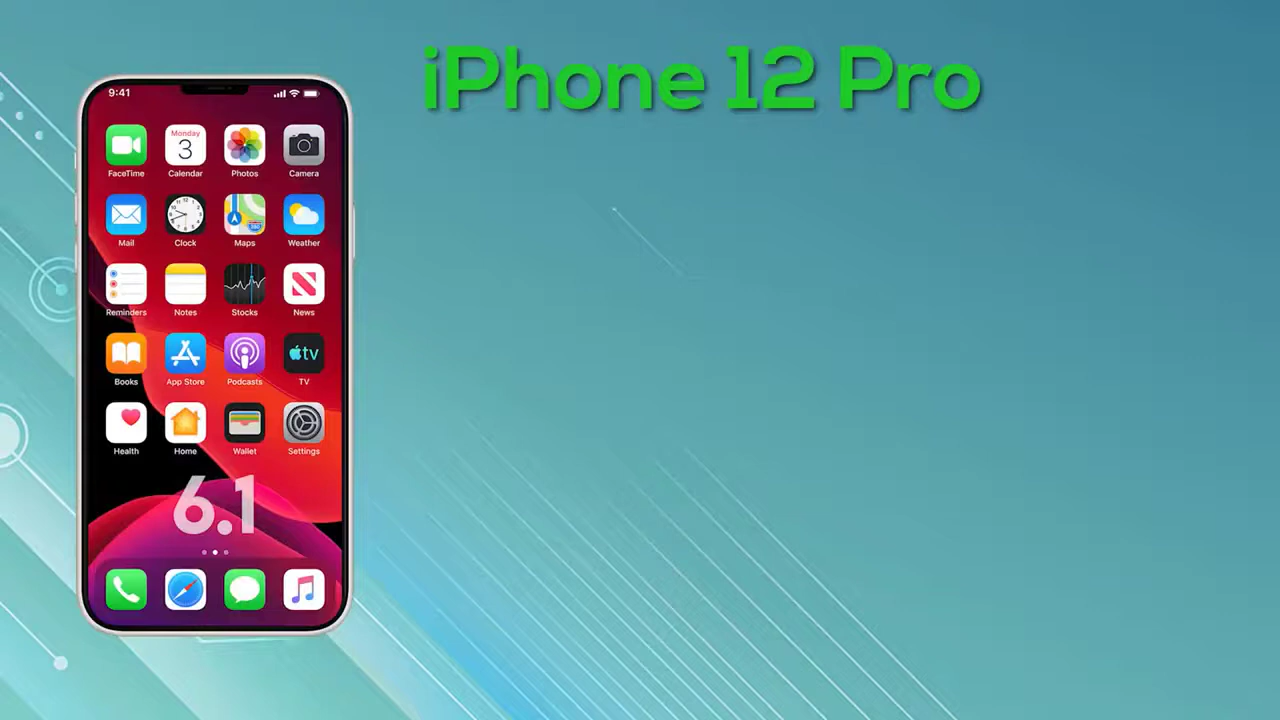 iPhone 12 Pro
9:41
Monday
3
FaceTime Calendar Photos Camera
Mail Clock Maps Weather
Reminders Notes Stocks News
tv
Books App Store Podcasts TV
Health Home Wallet Settings
6.1